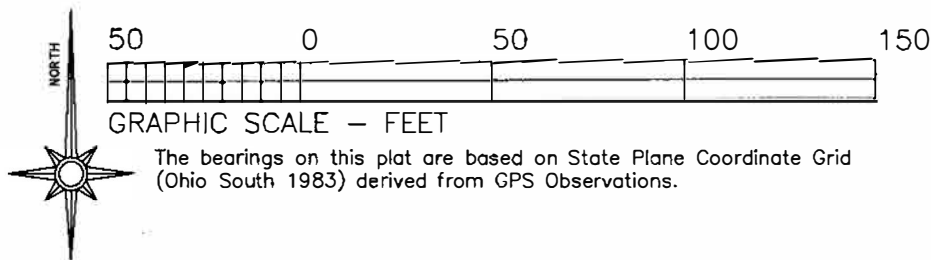 50 0 50 100 150
NORTH
GRAPHIC SCALE – FEET
The bearings on this plat are based on State Plane Coordinate Grid
(Ohio South 1983) derived from GPS Observations.